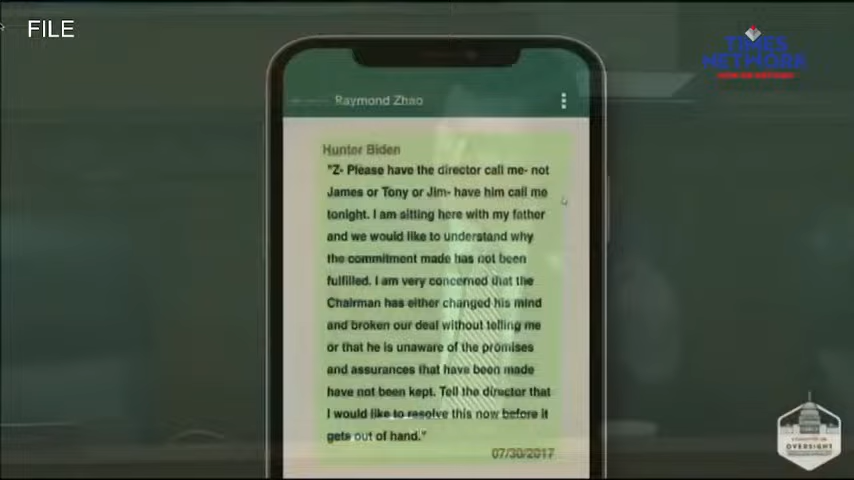 FILE
TIMES
NETWORK
Raymond Zhao
Hunter Biden
"Z- Please have the director call me- not
James or Tony or Jim- have him call me
tonight. I am sitting here with my father
and we would like to understand why
the commitment made has not been
fulfilled. I am very concerned that the
Chairman has either changed his mind
and broken our deal without telling me
or that he is unaware of the promises
and assurances that have been made
have not been kept. Tell the director that
I would like to resolve this now before it
gets out of hand."
07/30/2017
COMMITTEE ON
OVERSIGHT